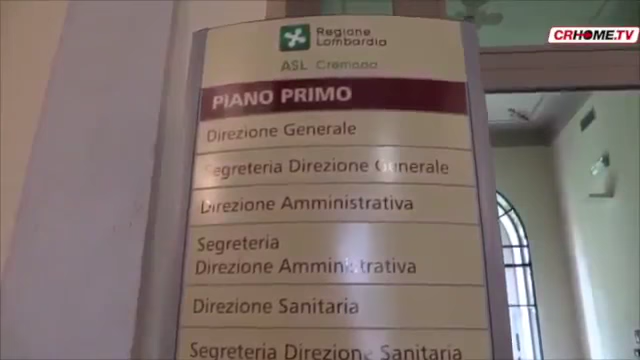 CRHOME.TV
Regione
Lombardia
ASL Cremona
PIANO PRIMO
Direzione Generale
Segreteria Direzione Generale
Direzione Amministrativa
Segreteria
Direzione Amministrativa
Direzione Sanitaria
Segreteria Direzione Sanitaria